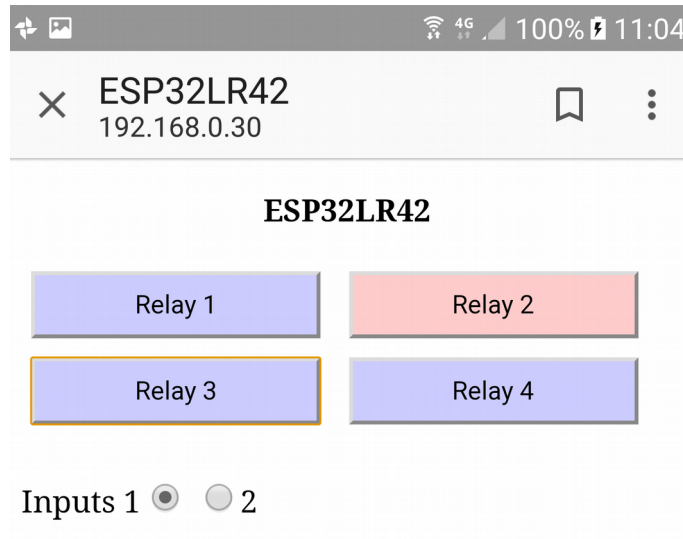 4G 100% 11:04
ESP32LR42
192.168.0.30
ESP32LR42
Relay 1 Relay 2
Relay 3 Relay 4
Inputs 1 2